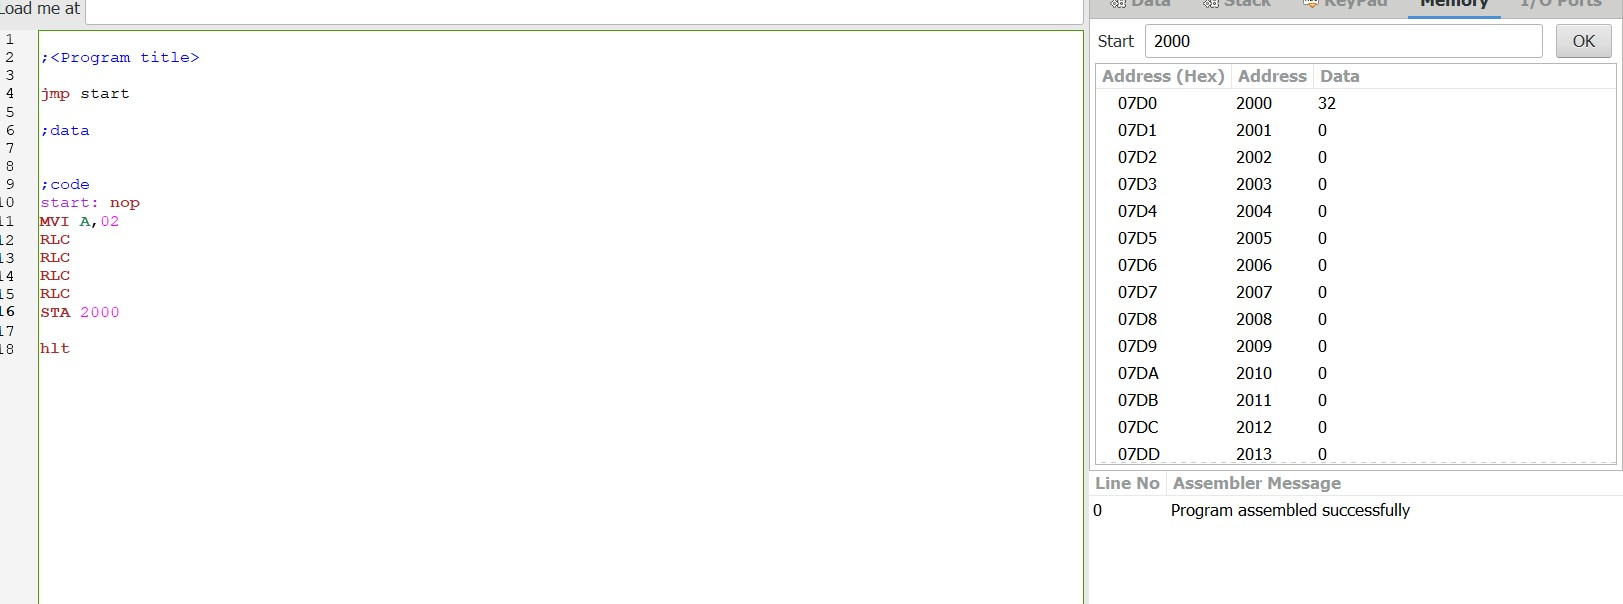 Load me at
1
2 ;<Program title>
3
4 jmp start
5
6 ;data
7
8
9 ;code
10 start: nop
11 MVI A,02
12 RLC
13 RLC
14 RLC
15 RLC
16 STA 2000
17
18 hlt
Data Stack KeyPad Memory I/O Ports
Start 2000 OK
Address (Hex) Address Data
07D0 2000 32
07D1 2001 0
07D2 2002 0
07D3 2003 0
07D4 2004 0
07D5 2005 0
07D6 2006 0
07D7 2007 0
07D8 2008 0
07D9 2009 0
07DA 2010 0
07DB 2011 0
07DC 2012 0
07DD 2013 0
Line No Assembler Message
0 Program assembled successfully